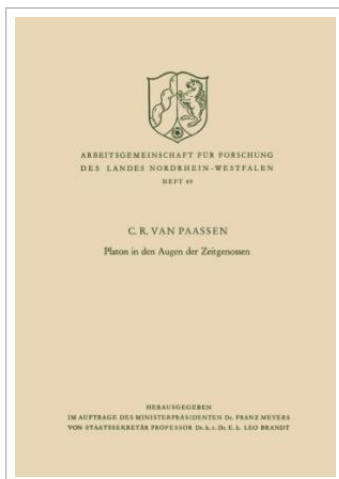 ARBEITSGEMEINSCHAFT FÜR FORSCHUNG
DES LANDES NORDRHEIN-WESTFALEN
HEFT 89
C. R. VAN PAASSEN
Platon in den Augen der Zeitgenossen
HERAUSGEGEBEN
IM AUFTRAGE DES MINISTERPRÄSIDENTEN Dr. FRANZ MEYERS
VON STAATSSEKRETÄR PROFESSOR Dr. h. c. Dr. E. h. LEO BRANDT